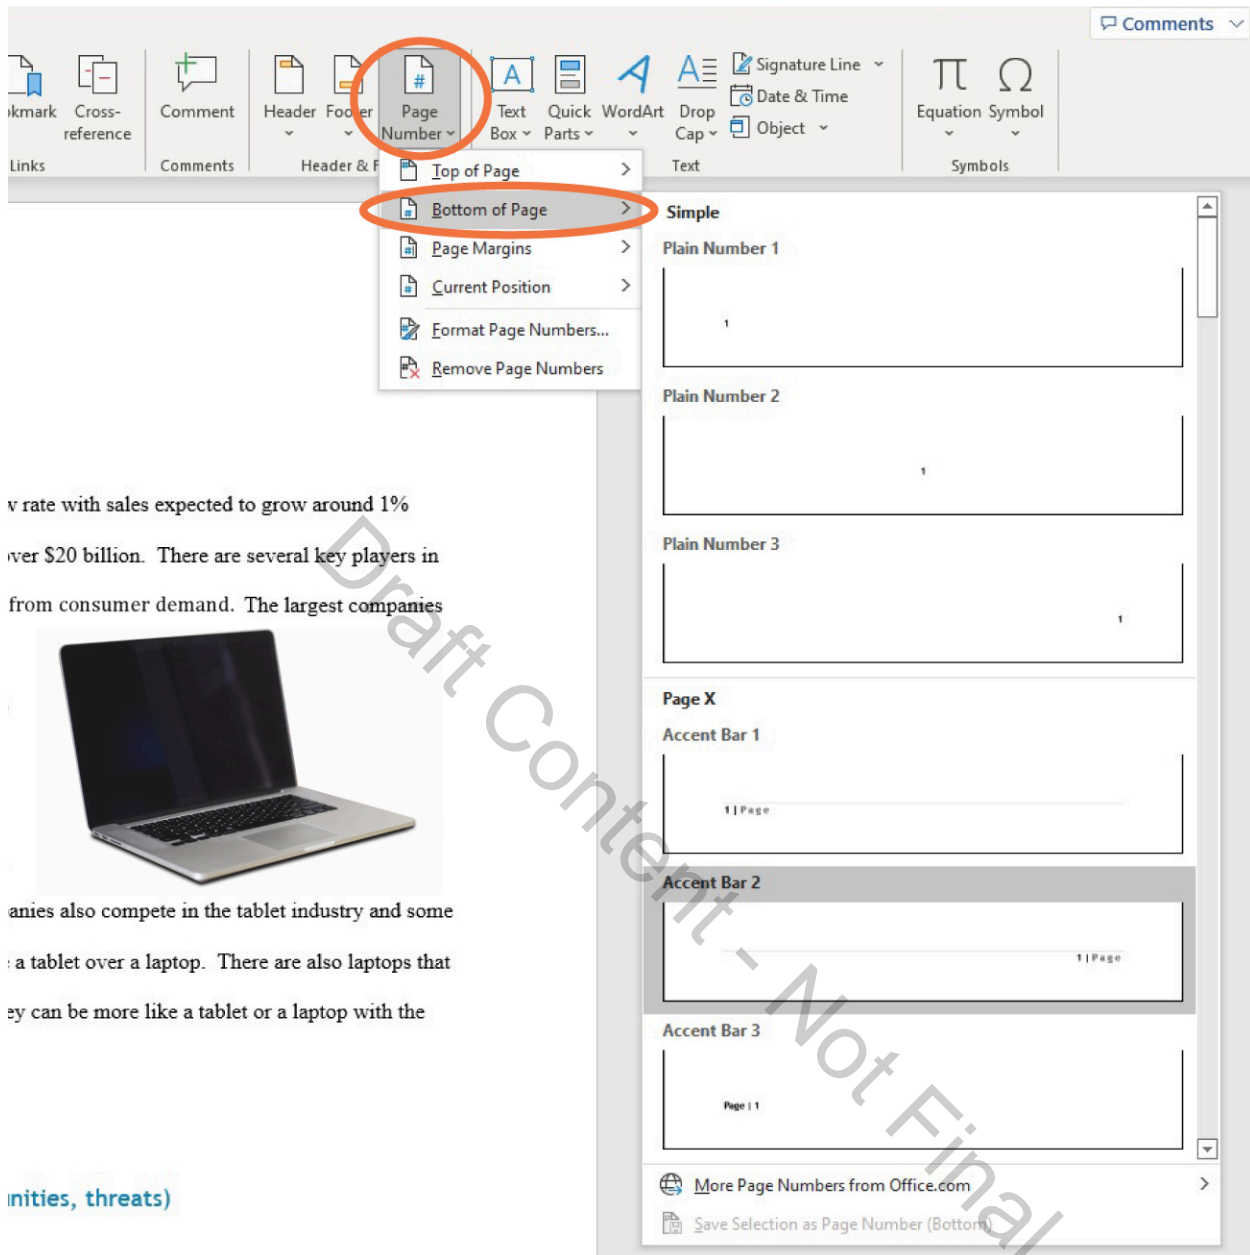 Comments
Bookmark Cross-reference
Comment
Header Footer Page Number
Text Box Quick Parts WordArt Drop Cap
Signature Line
Date & Time
Object
Equation Symbol
Links
Comments
Header & F
Text
Symbols
Top of Page
Bottom of Page
Page Margins
Current Position
Format Page Numbers...
Remove Page Numbers
Simple
Plain Number 1
1
Plain Number 2
1
Plain Number 3
1
Page X
Accent Bar 1
1 | Page
Accent Bar 2
1 | Page
Accent Bar 3
Page | 1
More Page Numbers from Office.com
Save Selection as Page Number (Bottom)
rate with sales expected to grow around 1%
over $20 billion. There are several key players in
from consumer demand. The largest companies
anies also compete in the tablet industry and some
a tablet over a laptop. There are also laptops that
ey can be more like a tablet or a laptop with the
nities, threats)
Draft Content - Not Final